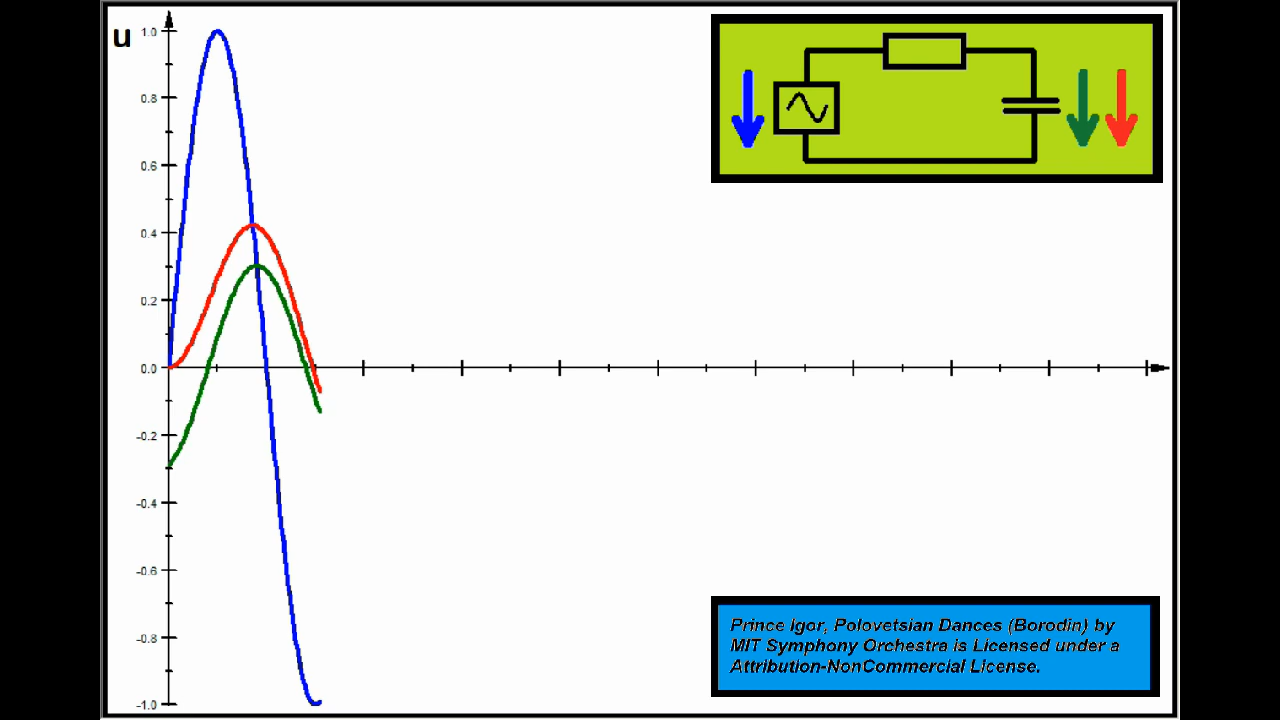 u
1.0
0.8
0.6
0.4
0.2
0.0
-0.2
-0.4
-0.6
-0.8
-1.0
Prince Igor, Polovetsian Dances (Borodin) by
MIT Symphony Orchestra is Licensed under a
Attribution-NonCommercial License.